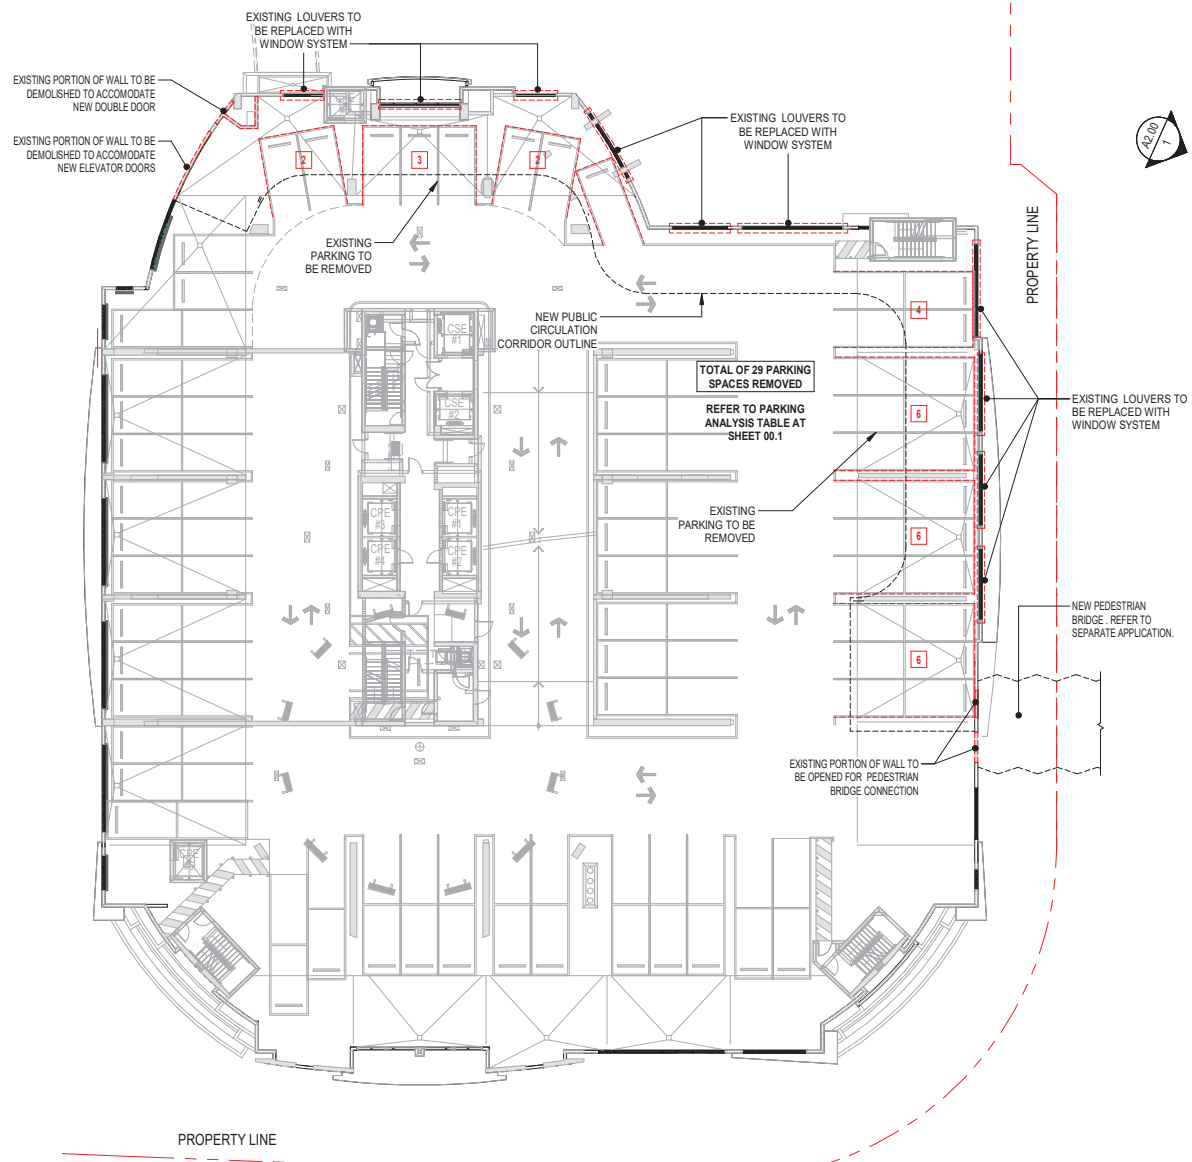 EXISTING LOUVERS TO
BE REPLACED WITH
WINDOW SYSTEM
EXISTING PORTION OF WALL TO BE
DEMOLISHED TO ACCOMODATE
NEW DOUBLE DOOR
EXISTING PORTION OF WALL TO BE
DEMOLISHED TO ACCOMODATE
NEW ELEVATOR DOORS
EXISTING LOUVERS TO
BE REPLACED WITH
WINDOW SYSTEM
A2.00
1
2
3
2
PROPERTY LINE
EXISTING
PARKING TO
BE REMOVED
4
NEW PUBLIC
CIRCULATION
CORRIDOR OUTLINE
CSE
#1
TOTAL OF 29 PARKING
SPACES REMOVED
REFER TO PARKING
ANALYSIS TABLE AT
SHEET 00.1
CSE
#2
6
EXISTING LOUVERS TO
BE REPLACED WITH
WINDOW SYSTEM
EXISTING
PARKING TO BE
REMOVED
CPE
#3
CPE
#1
CPE
#4
CPE
#2
6
NEW PEDESTRIAN
BRIDGE . REFER TO
SEPARATE APPLICATION.
6
EXISTING PORTION OF WALL TO
BE OPENED FOR PEDESTRIAN
BRIDGE CONNECTION
CPE
PROPERTY LINE